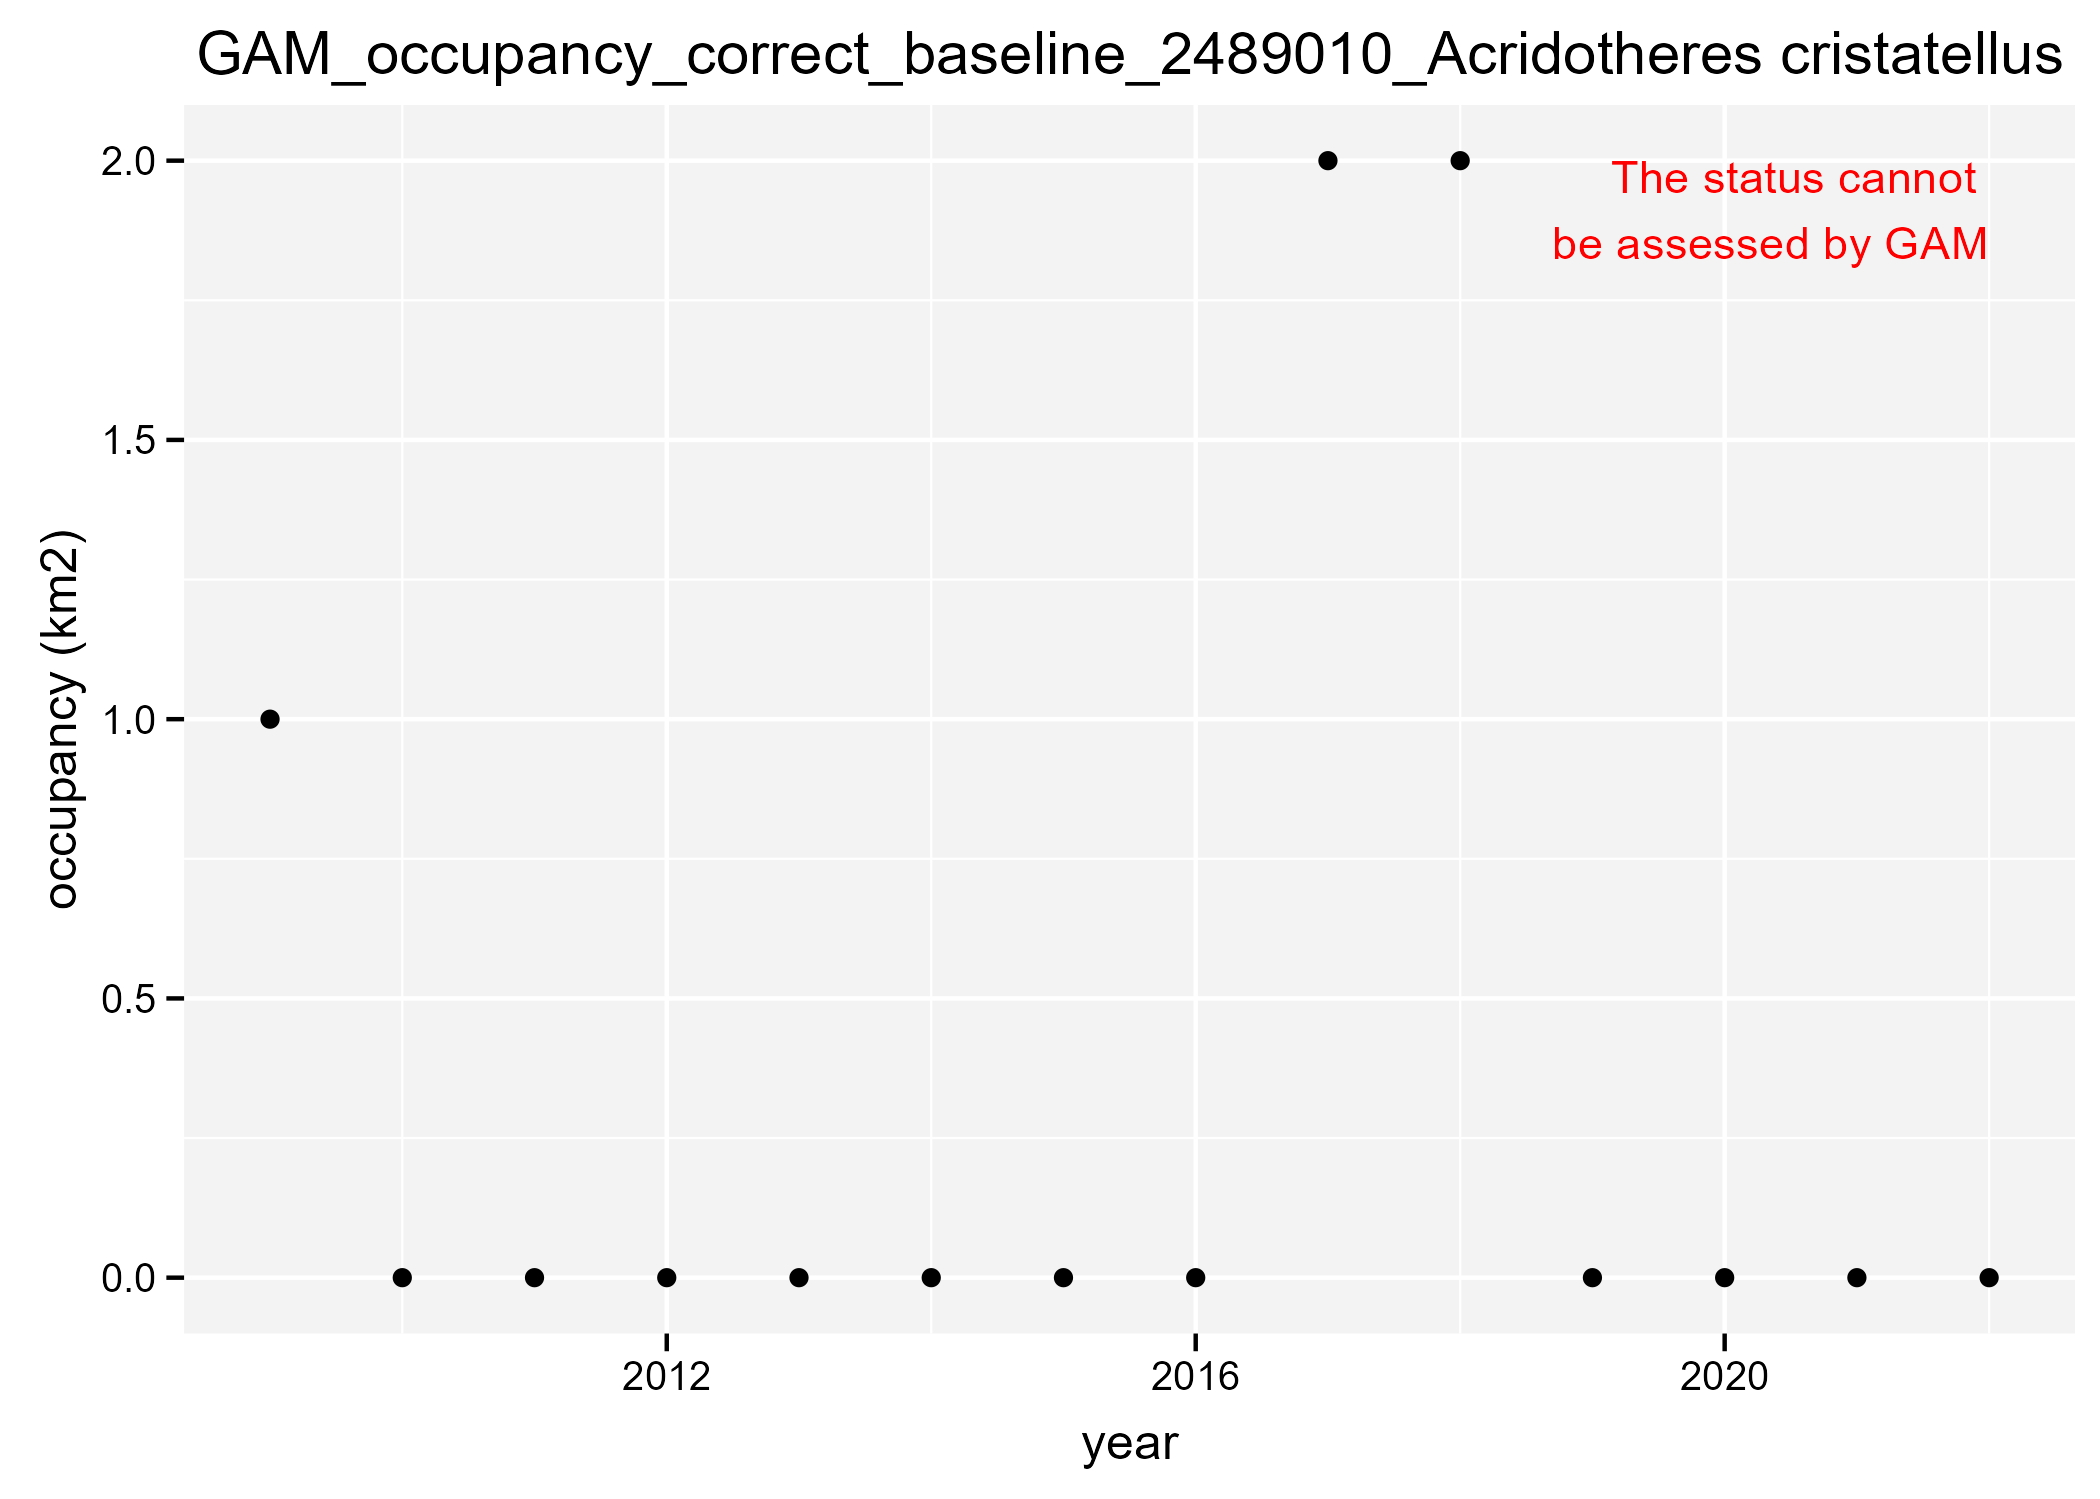 GAM_occupancy_correct_baseline_2489010_Acridotheres cristatellus
The status cannot
be assessed by GAM
occupancy (km2)
2.0
1.5
1.0
0.5
0.0
2012 2016 2020
year